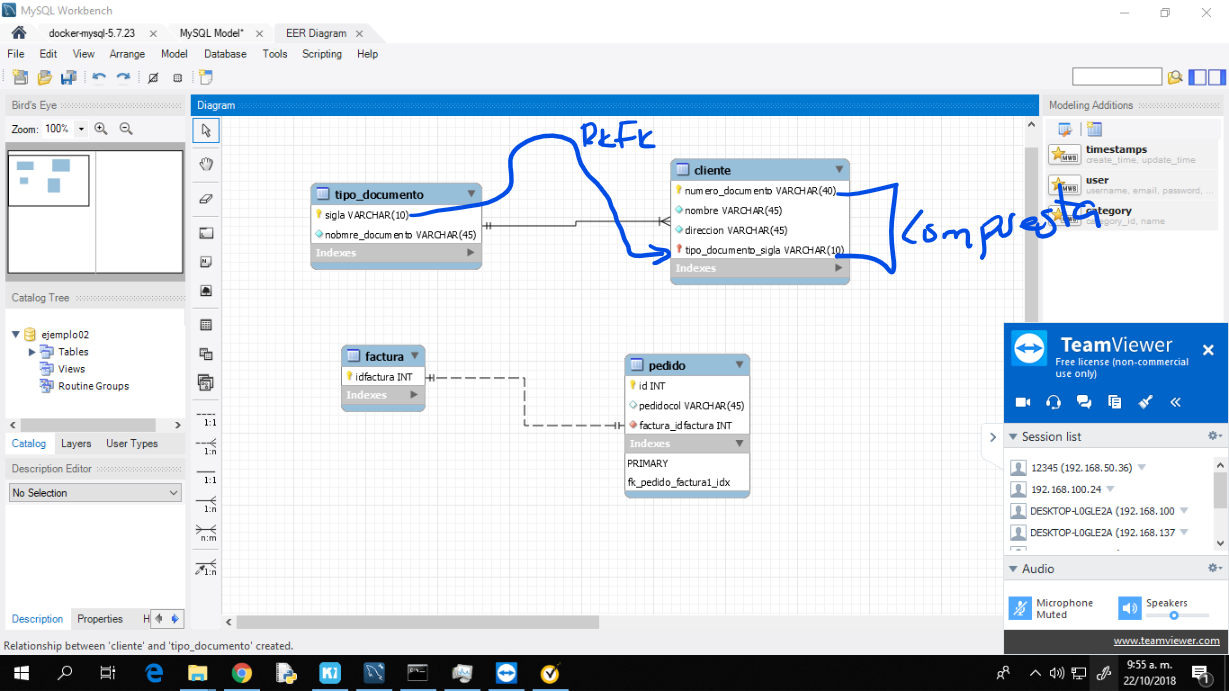 MySQL Workbench
docker-mysql-5.7.23
MySQL Model*
EER Diagram
File Edit View Arrange Model Database Tools Scripting Help
Bird's Eye
Zoom: 100%
Diagram
Modeling Additions
timestamps
create_time, update_time
user
username, email, password, ...
category
category_id, name
PkFk
Compuesta
tipo_documento
sigla VARCHAR(10)
nobmre_documento VARCHAR(45)
Indexes
cliente
numero_documento VARCHAR(40)
nombre VARCHAR(45)
direccion VARCHAR(45)
tipo_documento_sigla VARCHAR(10)
Indexes
factura
idfactura INT
Indexes
pedido
id INT
pedidocol VARCHAR(45)
factura_idfactura INT
Indexes
PRIMARY
fk_pedido_factura1_idx
Catalog Tree
ejemplo02
Tables
Views
Routine Groups
Catalog Layers User Types
Description Editor
No Selection
Description Properties H
1:1
1:n
1:1
1:n
n:m
1:n
Relationship between 'cliente' and 'tipo_documento' created.
TeamViewer
Free license (non-commercial
use only)
Session list
12345 (192.168.50.36)
192.168.100.24
DESKTOP-L0GLE2A (192.168.100
DESKTOP-L0GLE2A (192.168.137
Audio
Microphone
Muted
Speakers
www.teamviewer.com
9:55 a. m.
22/10/2018
1